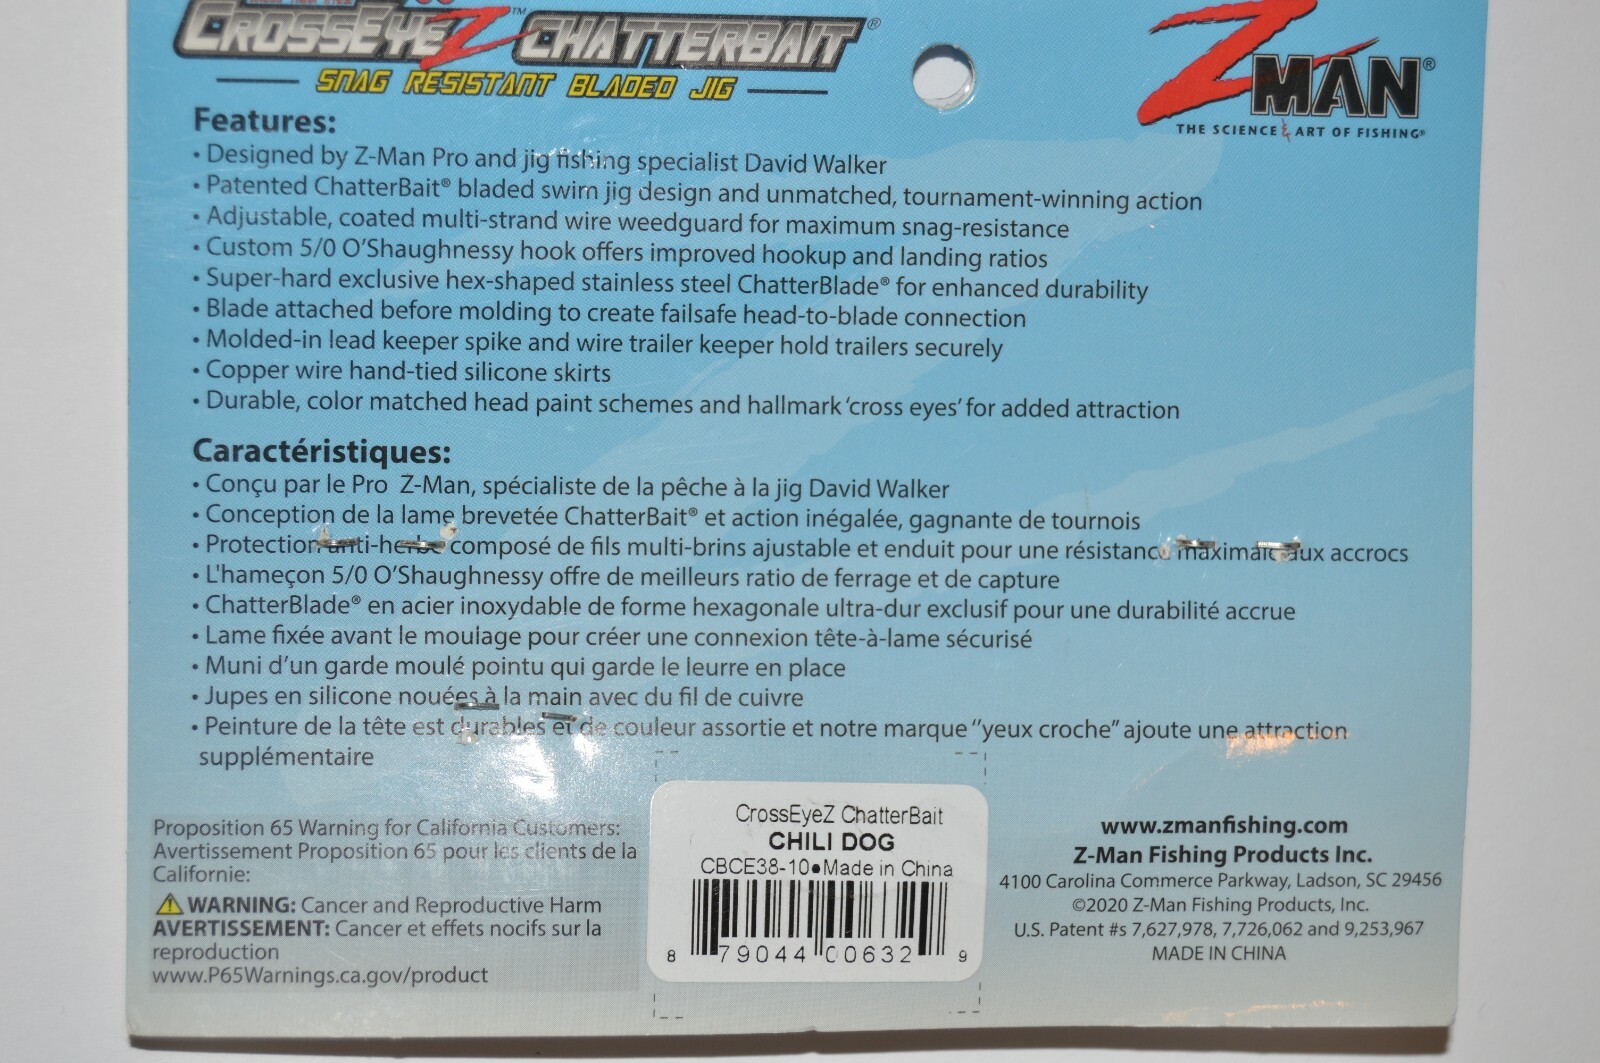 CROSSEYEZ™ CHATTERBAIT®
SNAG RESISTANT BLADED JIG
ZMAN®
THE SCIENCE & ART OF FISHING®
Features:
• Designed by Z-Man Pro and jig fishing specialist David Walker
• Patented ChatterBait® bladed swim jig design and unmatched, tournament-winning action
• Adjustable, coated multi-strand wire weedguard for maximum snag-resistance
• Custom 5/0 O'Shaughnessy hook offers improved hookup and landing ratios
• Super-hard exclusive hex-shaped stainless steel ChatterBlade® for enhanced durability
• Blade attached before molding to create failsafe head-to-blade connection
• Molded-in lead keeper spike and wire trailer keeper hold trailers securely
• Copper wire hand-tied silicone skirts
• Durable, color matched head paint schemes and hallmark 'cross eyes' for added attraction
Caractéristiques:
• Conçu par le Pro Z-Man, spécialiste de la pêche à la jig David Walker
• Conception de la lame brevetée ChatterBait® et action inégalée, gagnante de tournois
• Protection anti-herbe composé de fils multi-brins ajustable et enduit pour une résistance maximale aux accrocs
• L'hameçon 5/0 O'Shaughnessy offre de meilleurs ratio de ferrage et de capture
• ChatterBlade® en acier inoxydable de forme hexagonale ultra-dur exclusif pour une durabilité accrue
• Lame fixée avant le moulage pour créer une connexion tête-à-lame sécurisé
• Muni d'un garde moulé pointu qui garde le leurre en place
• Jupes en silicone nouées à la main avec du fil de cuivre
• Peinture de la tête est durables et de couleur assortie et notre marque "yeux croche" ajoute une attraction
supplémentaire
Proposition 65 Warning for California Customers:
Avertissement Proposition 65 pour les clients de la
Californie:
WARNING: Cancer and Reproductive Harm
AVERTISSEMENT: Cancer et effets nocifs sur la
reproduction
www.P65Warnings.ca.gov/product
CrossEyeZ ChatterBait
CHILI DOG
CBCE38-10•Made in China
8 79044 00632 9
www.zmanfishing.com
Z-Man Fishing Products Inc.
4100 Carolina Commerce Parkway, Ladson, SC 29456
©2020 Z-Man Fishing Products, Inc.
U.S. Patent #s 7,627,978, 7,726,062 and 9,253,967
MADE IN CHINA